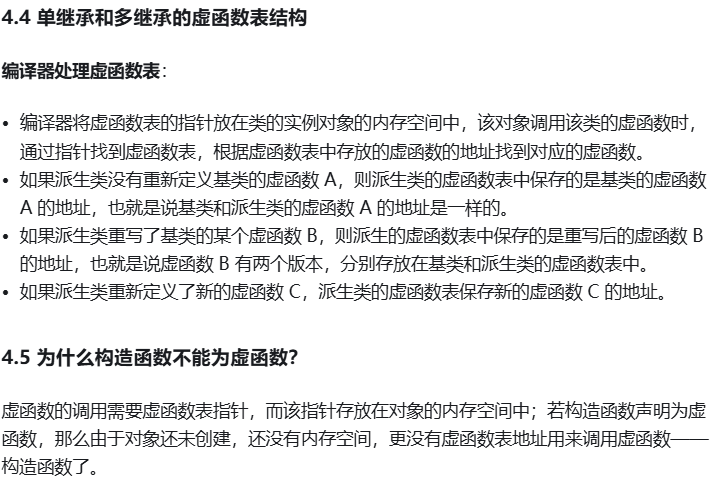 4.4 单继承和多继承的虚函数表结构
编译器处理虚函数表：
• 编译器将虚函数表的指针放在类的实例对象的内存空间中，该对象调用该类的虚函数时，
通过指针找到虚函数表，根据虚函数表中存放的虚函数的地址找到对应的虚函数。
• 如果派生类没有重新定义基类的虚函数 A，则派生类的虚函数表中保存的是基类的虚函数
A 的地址，也就是说基类和派生类的虚函数 A 的地址是一样的。
• 如果派生类重写了基类的某个虚函数 B，则派生的虚函数表中保存的是重写后的虚函数 B
的地址，也就是说虚函数 B 有两个版本，分别存放在基类和派生类的虚函数表中。
• 如果派生类重新定义了新的虚函数 C，派生类的虚函数表保存新的虚函数 C 的地址。
4.5 为什么构造函数不能为虚函数?
虚函数的调用需要虚函数表指针，而该指针存放在对象的内存空间中；若构造函数声明为虚
函数，那么由于对象还未创建，还没有内存空间，更没有虚函数表地址用来调用虚函数——
构造函数了。